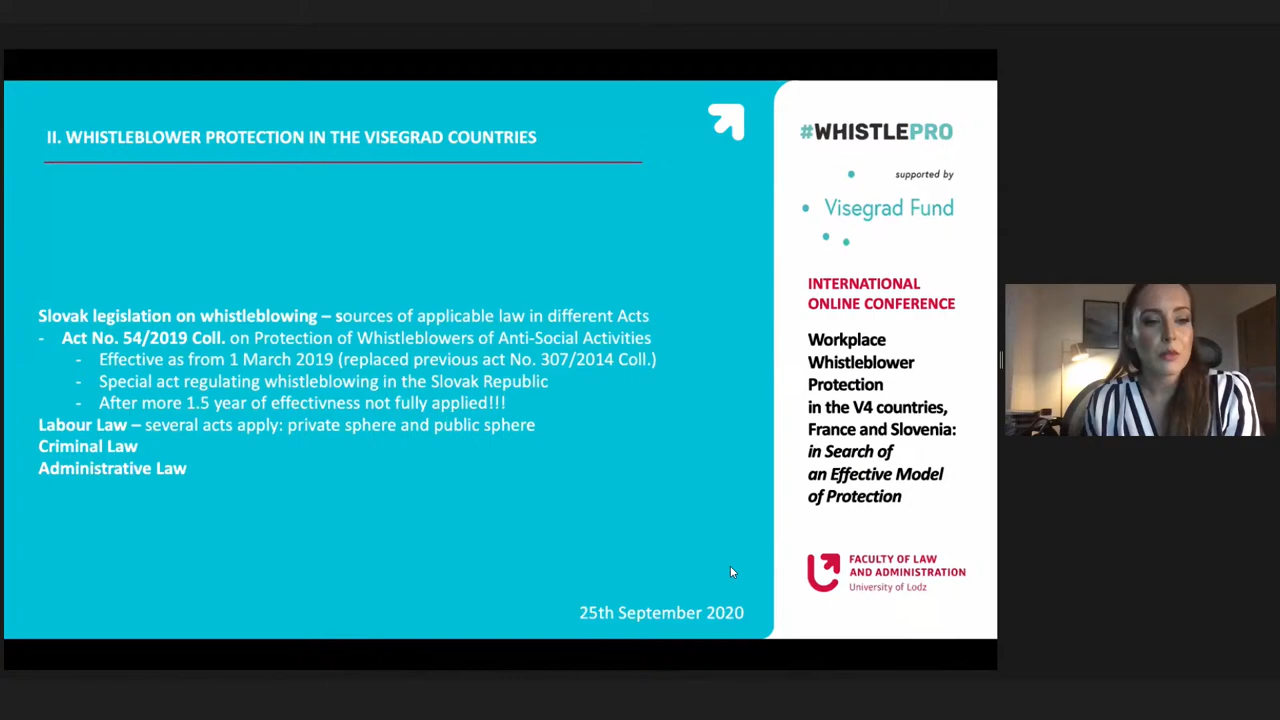 II. WHISTLEBLOWER PROTECTION IN THE VISEGRAD COUNTRIES
Slovak legislation on whistleblowing – sources of applicable law in different Acts
- Act No. 54/2019 Coll. on Protection of Whistleblowers of Anti-Social Activities
- Effective as from 1 March 2019 (replaced previous act No. 307/2014 Coll.)
- Special act regulating whistleblowing in the Slovak Republic
- After more 1.5 year of effectivness not fully applied!!!
Labour Law – several acts apply: private sphere and public sphere
Criminal Law
Administrative Law
25th September 2020
#WHISTLEPRO
supported by
Visegrad Fund
INTERNATIONAL
ONLINE CONFERENCE
Workplace
Whistleblower
Protection
in the V4 countries,
France and Slovenia:
in Search of
an Effective Model
of Protection
FACULTY OF LAW
AND ADMINISTRATION
University of Lodz